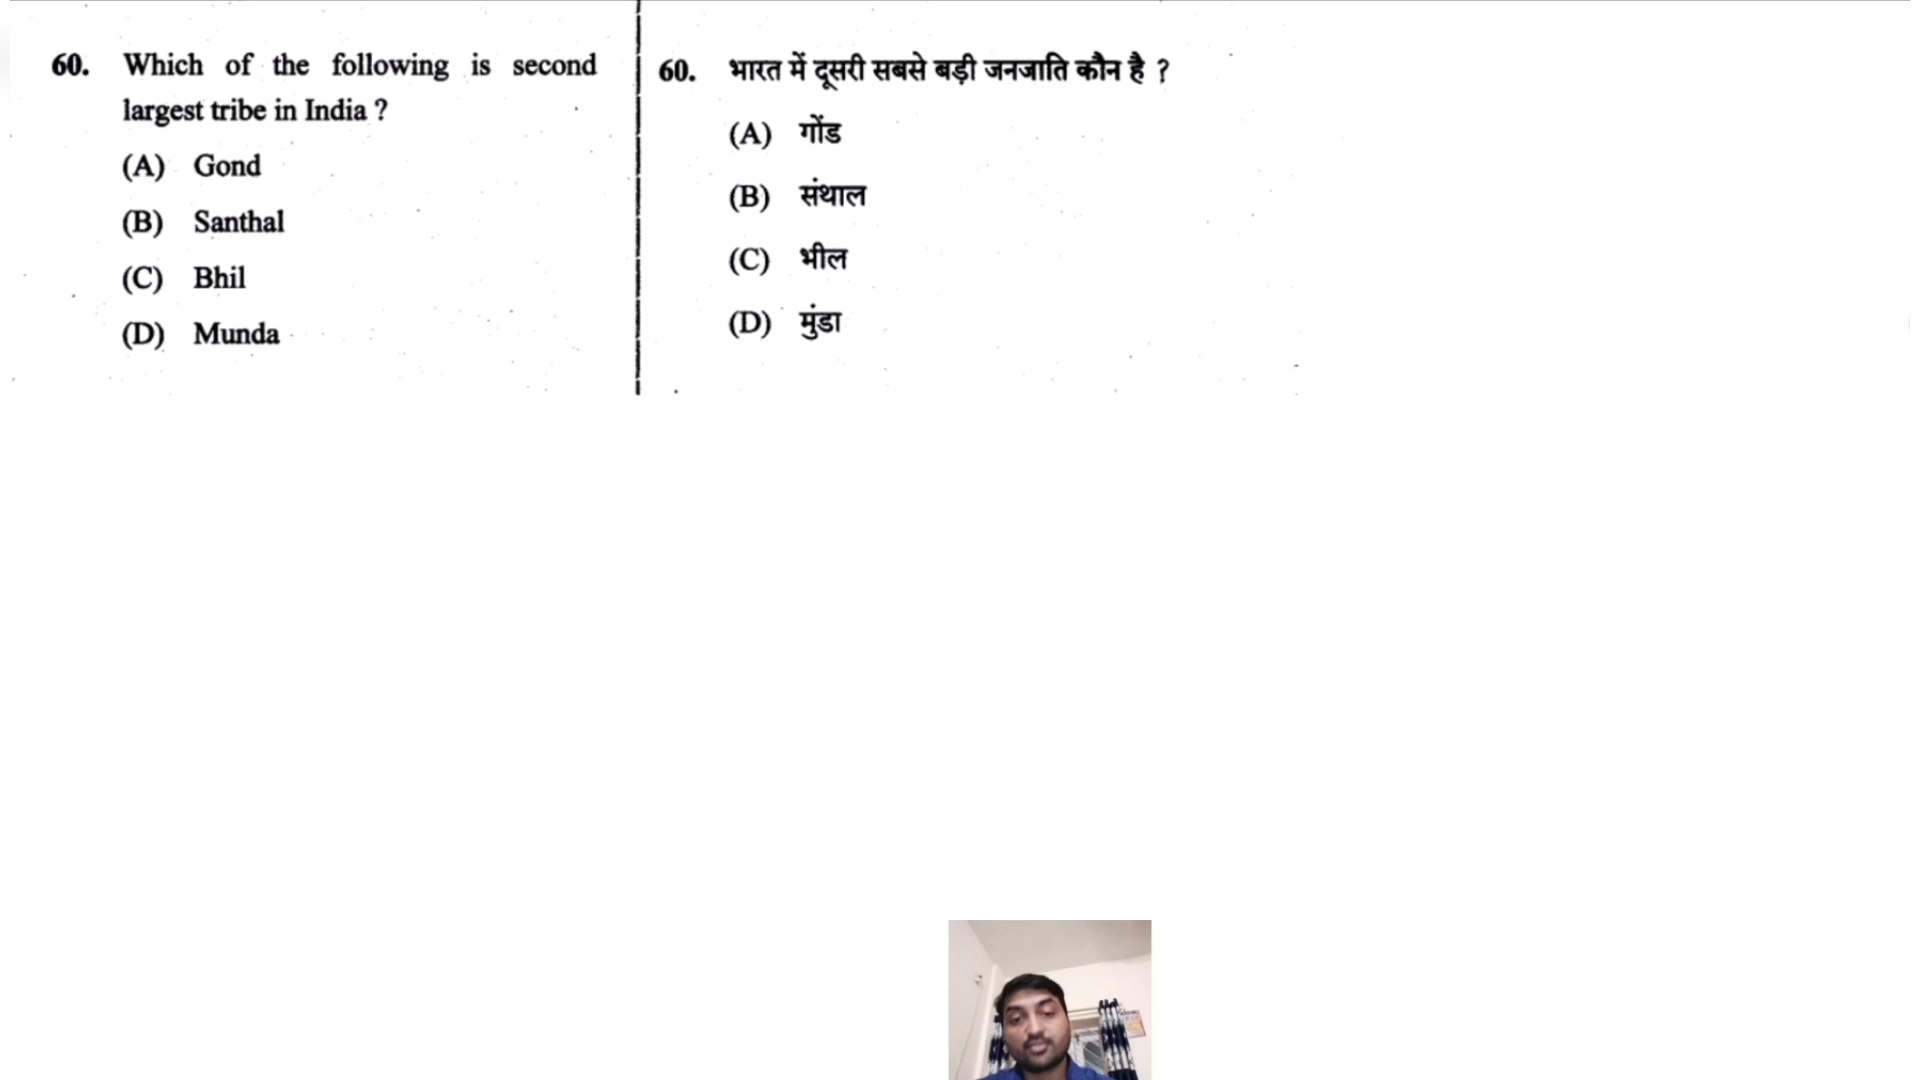 60. Which of the following is second
largest tribe in India ?
(A) Gond
(B) Santhal
(C) Bhil
(D) Munda
60. भारत में दूसरी सबसे बड़ी जनजाति कौन है ?
(A) गोंड
(B) संथाल
(C) भील
(D) मुंडा